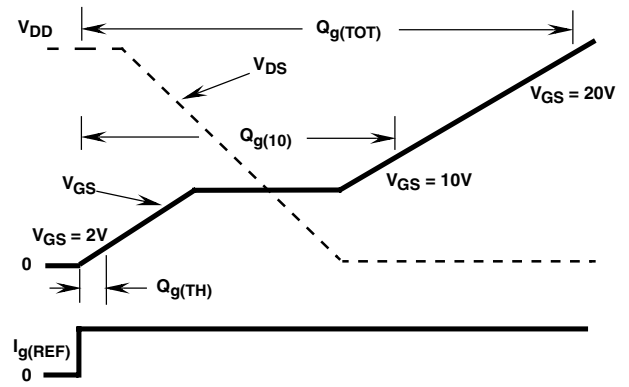 V_DD
Q_g(TOT)
V_DS
V_GS = 20V
Q_g(10)
V_GS
V_GS = 10V
V_GS = 2V
0
Q_g(TH)
I_g(REF)
0